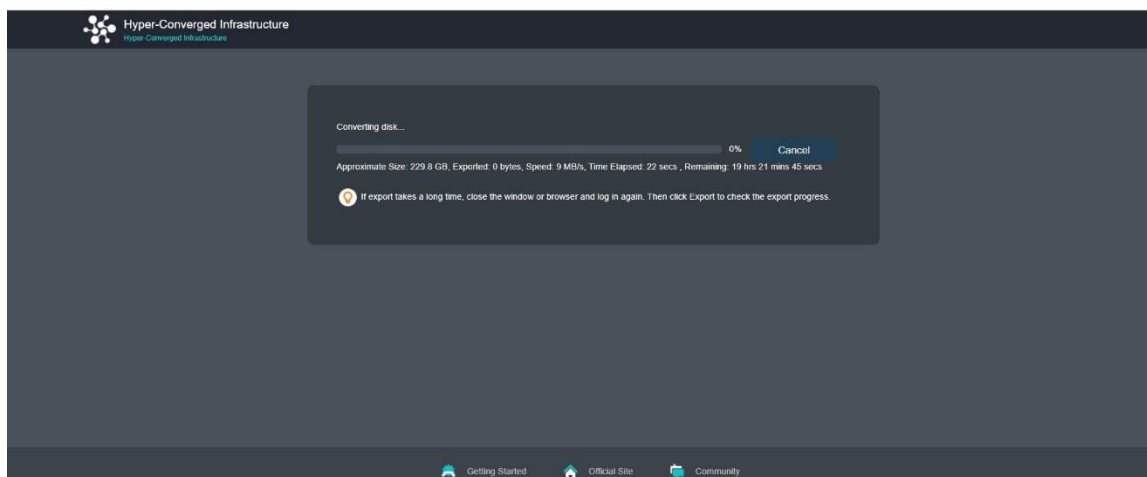 Hyper-Converged Infrastructure
Hyper-Converged Infrastructure
Converting disk...
0%
Cancel
Approximate Size: 229.8 GB, Exported: 0 bytes, Speed: 9 MB/s, Time Elapsed: 22 secs , Remaining: 19 hrs 21 mins 45 secs
If export takes a long time, close the window or browser and log in again. Then click Export to check the export progress.
Getting Started
Official Site
Community